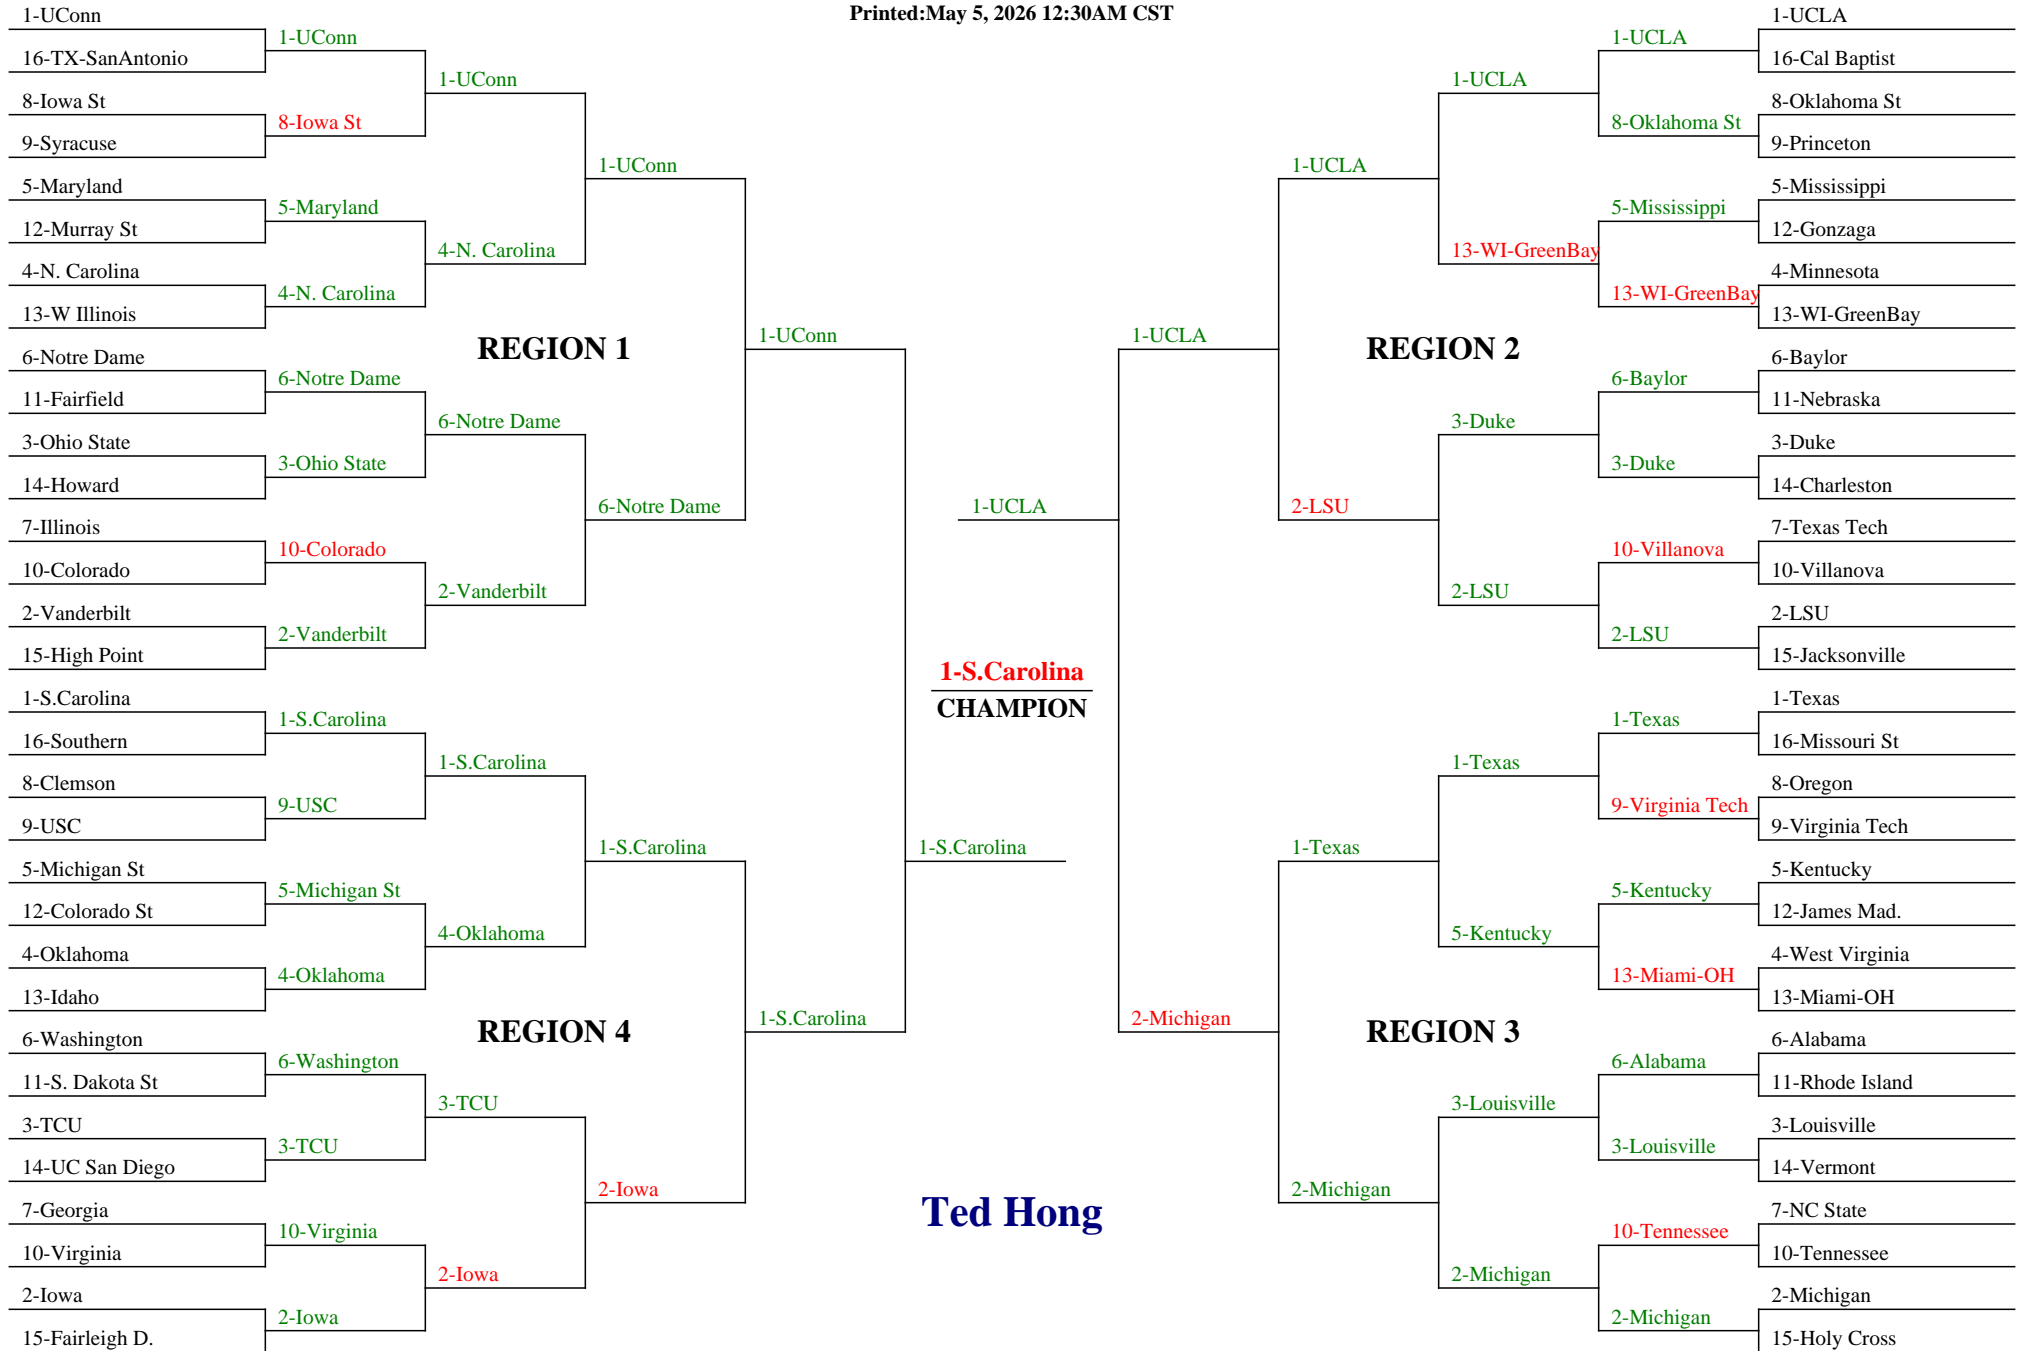 Printed:May 5, 2026 12:30AM CST
1-UConn
16-TX-SanAntonio
8-Iowa St
9-Syracuse
5-Maryland
12-Murray St
4-N. Carolina
13-W Illinois
6-Notre Dame
11-Fairfield
3-Ohio State
14-Howard
7-Illinois
10-Colorado
2-Vanderbilt
15-High Point
1-S.Carolina
16-Southern
8-Clemson
9-USC
5-Michigan St
12-Colorado St
4-Oklahoma
13-Idaho
6-Washington
11-S. Dakota St
3-TCU
14-UC San Diego
7-Georgia
10-Virginia
2-Iowa
15-Fairleigh D.
1-UConn
8-Iowa St
5-Maryland
4-N. Carolina
6-Notre Dame
3-Ohio State
10-Colorado
2-Vanderbilt
1-S.Carolina
9-USC
5-Michigan St
4-Oklahoma
6-Washington
3-TCU
10-Virginia
2-Iowa
1-UConn
4-N. Carolina
6-Notre Dame
2-Vanderbilt
1-S.Carolina
4-Oklahoma
3-TCU
2-Iowa
REGION 1
REGION 4
1-UConn
6-Notre Dame
1-S.Carolina
2-Iowa
1-UConn
1-S.Carolina
1-S.Carolina
1-UCLA
1-S.Carolina
CHAMPION
Ted Hong
1-UCLA
2-Michigan
1-UCLA
2-LSU
1-Texas
2-Michigan
REGION 2
REGION 3
1-UCLA
13-WI-GreenBay
3-Duke
2-LSU
1-Texas
5-Kentucky
3-Louisville
2-Michigan
1-UCLA
8-Oklahoma St
5-Mississippi
13-WI-GreenBay
6-Baylor
3-Duke
10-Villanova
2-LSU
1-Texas
9-Virginia Tech
5-Kentucky
13-Miami-OH
6-Alabama
3-Louisville
10-Tennessee
2-Michigan
1-UCLA
16-Cal Baptist
8-Oklahoma St
9-Princeton
5-Mississippi
12-Gonzaga
4-Minnesota
13-WI-GreenBay
6-Baylor
11-Nebraska
3-Duke
14-Charleston
7-Texas Tech
10-Villanova
2-LSU
15-Jacksonville
1-Texas
16-Missouri St
8-Oregon
9-Virginia Tech
5-Kentucky
12-James Mad.
4-West Virginia
13-Miami-OH
6-Alabama
11-Rhode Island
3-Louisville
14-Vermont
7-NC State
10-Tennessee
2-Michigan
15-Holy Cross